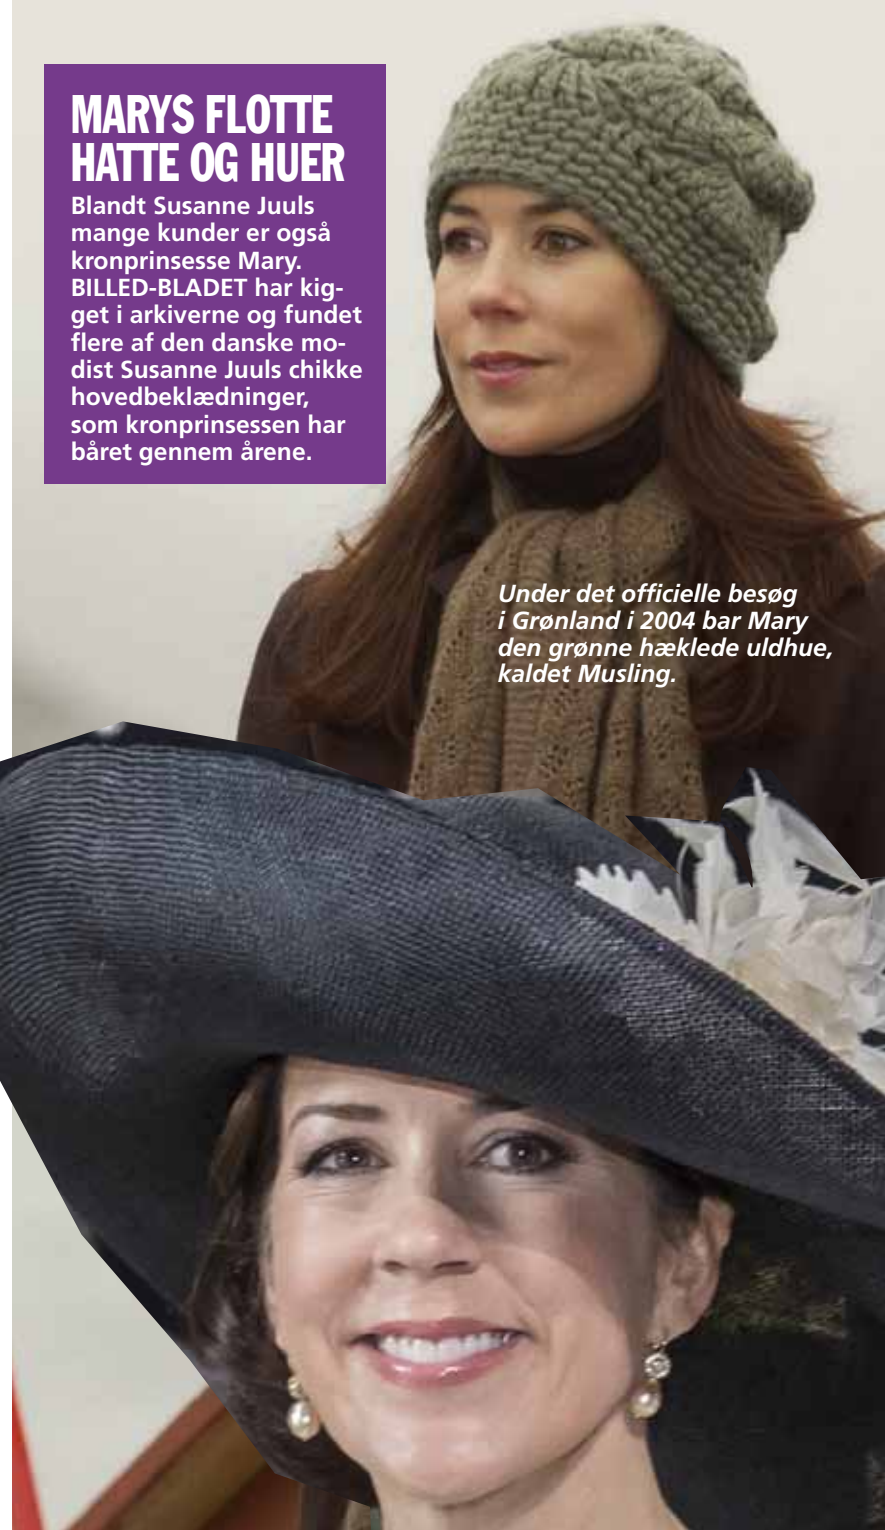 MARYS FLOTTE
HATTE OG HUER
Blandt Susanne Juuls
mange kunder er også
kronprinsesse Mary.
BILLED-BLADET har kig-
get i arkiverne og fundet
flere af den danske mo-
dist Susanne Juuls chikke
hovedbeklædninger,
som kronprinsessen har
båret gennem årene.
Under det officielle besøg
i Grønland i 2004 bar Mary
den grønne hæklede uldhue,
kaldet Musling.